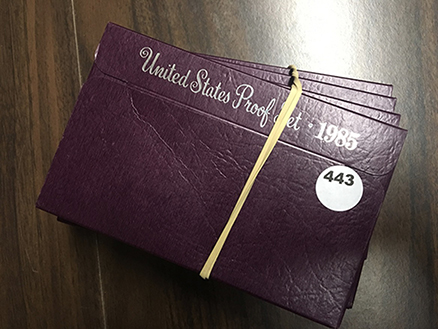 United States Proof Set • 1985
443